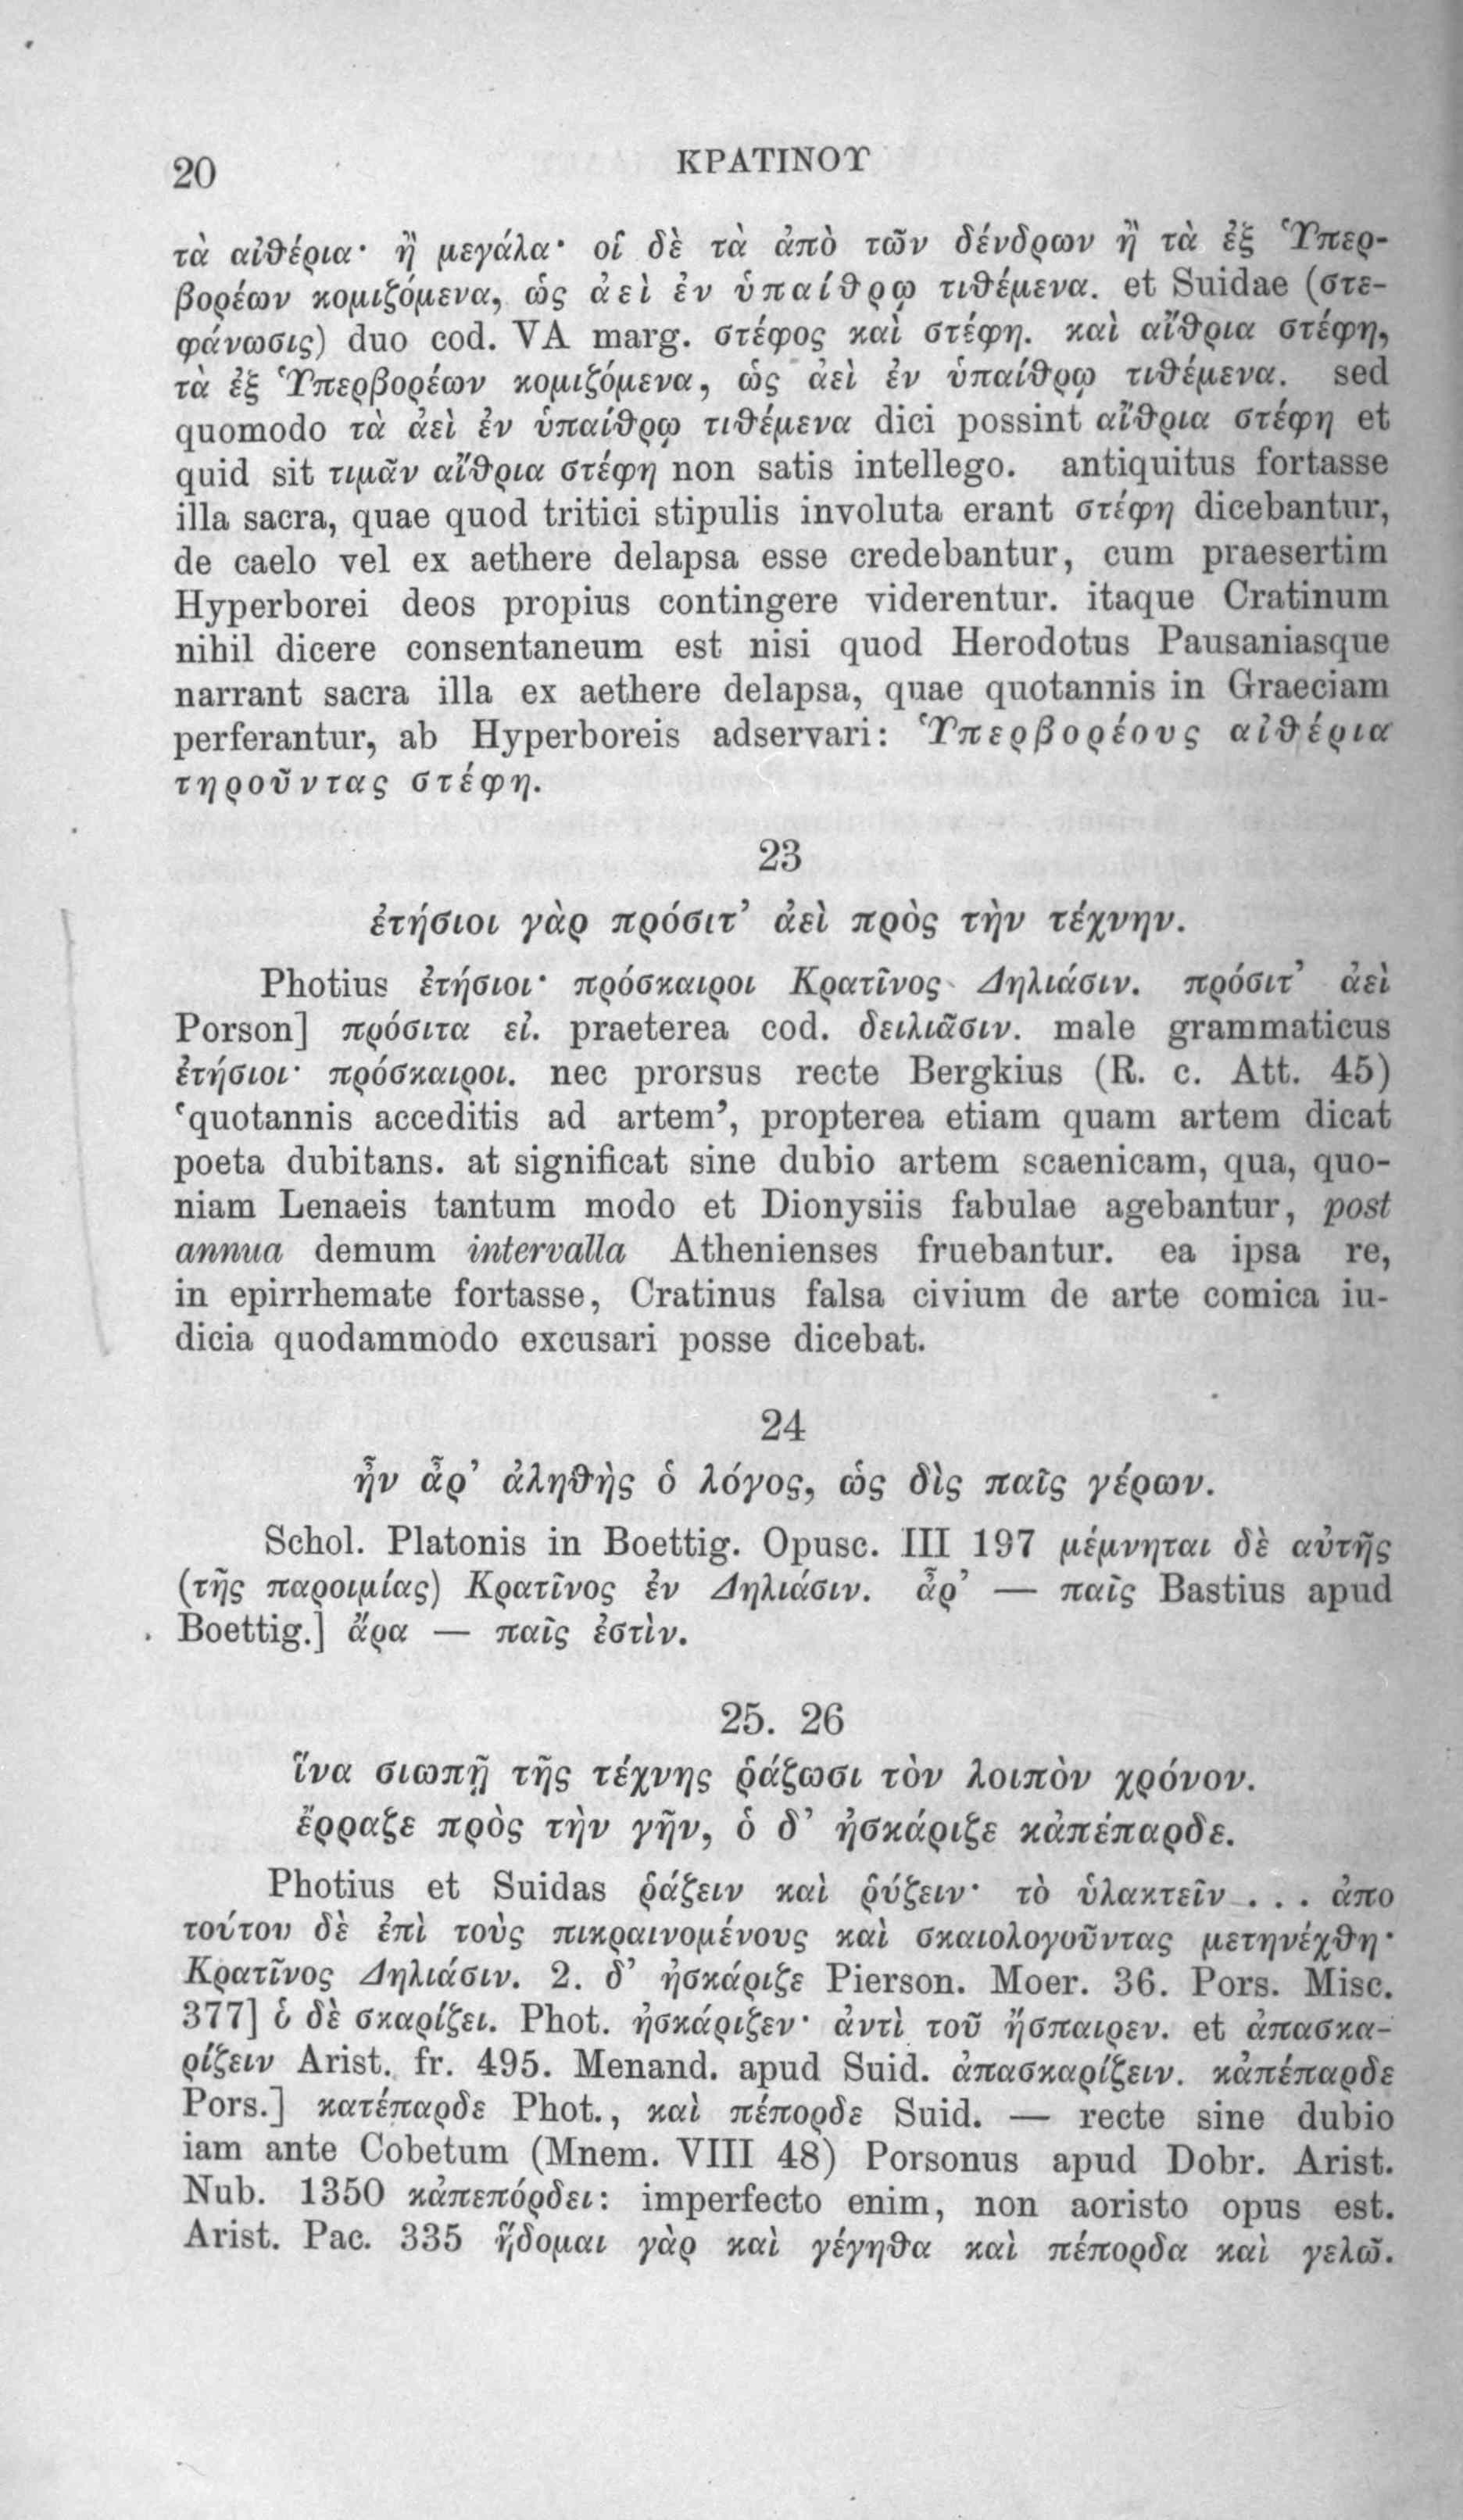 20
ΚΡΑΤΙΝΟΥ
τὰ αἰθέρια· ἢ μεγάλα· οἱ δὲ τὰ ἀπὸ τῶν δένδρων ἢ τὰ ἐξ Ὑπερ-
βορέων κομιζόμενα, ὡς ἀεὶ ἐν ὑπαίθρῳ τιθέμενα. et Suidae (στε-
φάνωσις) duo cod. VA marg. στέφος καὶ στέφη. καὶ αἴθρια στέφη,
τὰ ἐξ Ὑπερβορέων κομιζόμενα, ὡς ἀεὶ ἐν ὑπαίθρῳ τιθέμενα. sed
quomodo τὰ ἀεὶ ἐν ὑπαίθρῳ τιθέμενα dici possint αἴθρια στέφη et
quid sit τιμᾶν αἴθρια στέφη non satis intellego. antiquitus fortasse
illa sacra, quae quod tritici stipulis involuta erant στέφη dicebantur,
de caelo vel ex aethere delapsa esse credebantur, cum praesertim
Hyperborei deos propius contingere viderentur. itaque Cratinum
nihil dicere consentaneum est nisi quod Herodotus Pausaniasque
narrant sacra illa ex aethere delapsa, quae quotannis in Graeciam
perferantur, ab Hyperboreis adservari: Ὑπερβορέους αἰθέρια
τηροῦντας στέφη.
23
ἐτήσιοι γὰρ πρόσιτ’ ἀεὶ πρὸς τὴν τέχνην.
Photius ἐτήσιοι· πρόσκαιροι Κρατῖνος Δηλιάσιν. πρόσιτ’ ἀεὶ
Porson] πρόσιτα εἰ. praeterea cod. δειλιᾶσιν. male grammaticus
ἐτήσιοι· πρόσκαιροι. nec prorsus recte Bergkius (R. c. Att. 45)
‘quotannis acceditis ad artem’, propterea etiam quam artem dicat
poeta dubitans. at significat sine dubio artem scaenicam, qua, quo-
niam Lenaeis tantum modo et Dionysiis fabulae agebantur, post
annua demum intervalla Athenienses fruebantur. ea ipsa re,
in epirrhemate fortasse, Cratinus falsa civium de arte comica iu-
dicia quodammodo excusari posse dicebat.
24
ἦν ἆρ’ ἀληθὴς ὁ λόγος, ὡς δὶς παῖς γέρων.
Schol. Platonis in Boettig. Opusc. III 197 μέμνηται δὲ αὐτῆς
(τῆς παροιμίας) Κρατῖνος ἐν Δηλιάσιν. ἆρ’ — παῖς Bastius apud
Boettig.] ἄρα — παῖς ἐστὶν.
25. 26
ἵνα σιωπῇ τῆς τέχνης ῥάζωσι τὸν λοιπὸν χρόνον.
ἔρραζε πρὸς τὴν γῆν, ὁ δ’ ἠσκάριζε κἀπέπαρδε.
Photius et Suidas ῥάζειν καὶ ῥύζειν· τὸ ὑλακτεῖν . . . ἀπο
τούτου δὲ ἐπὶ τοὺς πικραινομένους καὶ σκαιολογοῦντας μετηνέχθη·
Κρατῖνος Δηλιάσιν. 2. δ’ ἠσκάριζε Pierson. Moer. 36. Pors. Misc.
377] ὁ δὲ σκαρίζει. Phot. ἠσκάριζεν· ἀντὶ τοῦ ἤσπαιρεν. et ἀπασκα-
ρίζειν Arist. fr. 495. Menand. apud Suid. ἀπασκαρίζειν. κἀπέπαρδε
Pors.] κατέπαρδε Phot., καὶ πέπορδε Suid. — recte sine dubio
iam ante Cobetum (Mnem. VIII 48) Porsonus apud Dobr. Arist.
Nub. 1350 κἀπεπόρδει: imperfecto enim, non aoristo opus est.
Arist. Pac. 335 ἥδομαι γὰρ καὶ γέγηθα καὶ πέπορδα καὶ γελῶ.